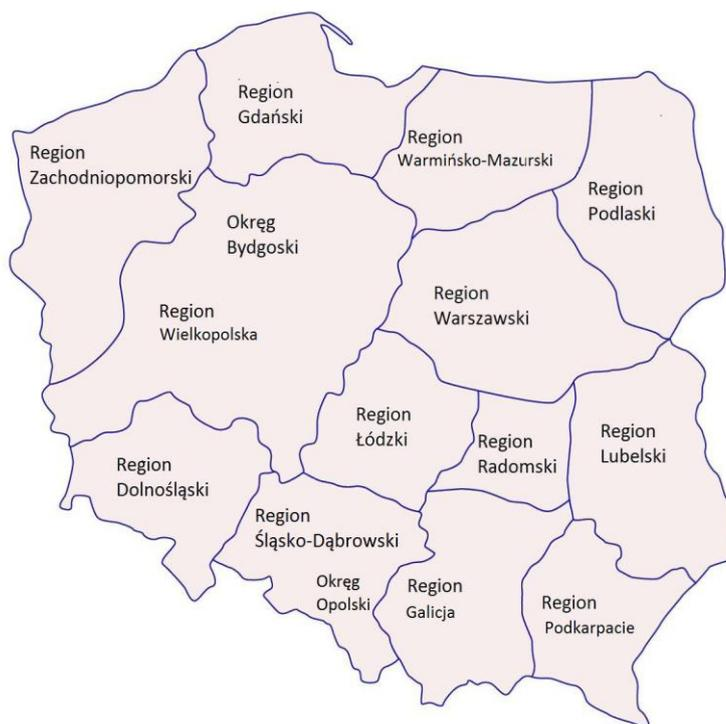 Region
Gdański
Region
Zachodniopomorski
Region
Warmińsko-Mazurski
Region
Podlaski
Okręg
Bydgoski
Region
Wielkopolska
Region
Warszawski
Region
Łódzki
Region
Radomski
Region
Lubelski
Region
Dolnośląski
Region
Śląsko-Dąbrowski
Okręg
Opolski
Region
Galicja
Region
Podkarpacie